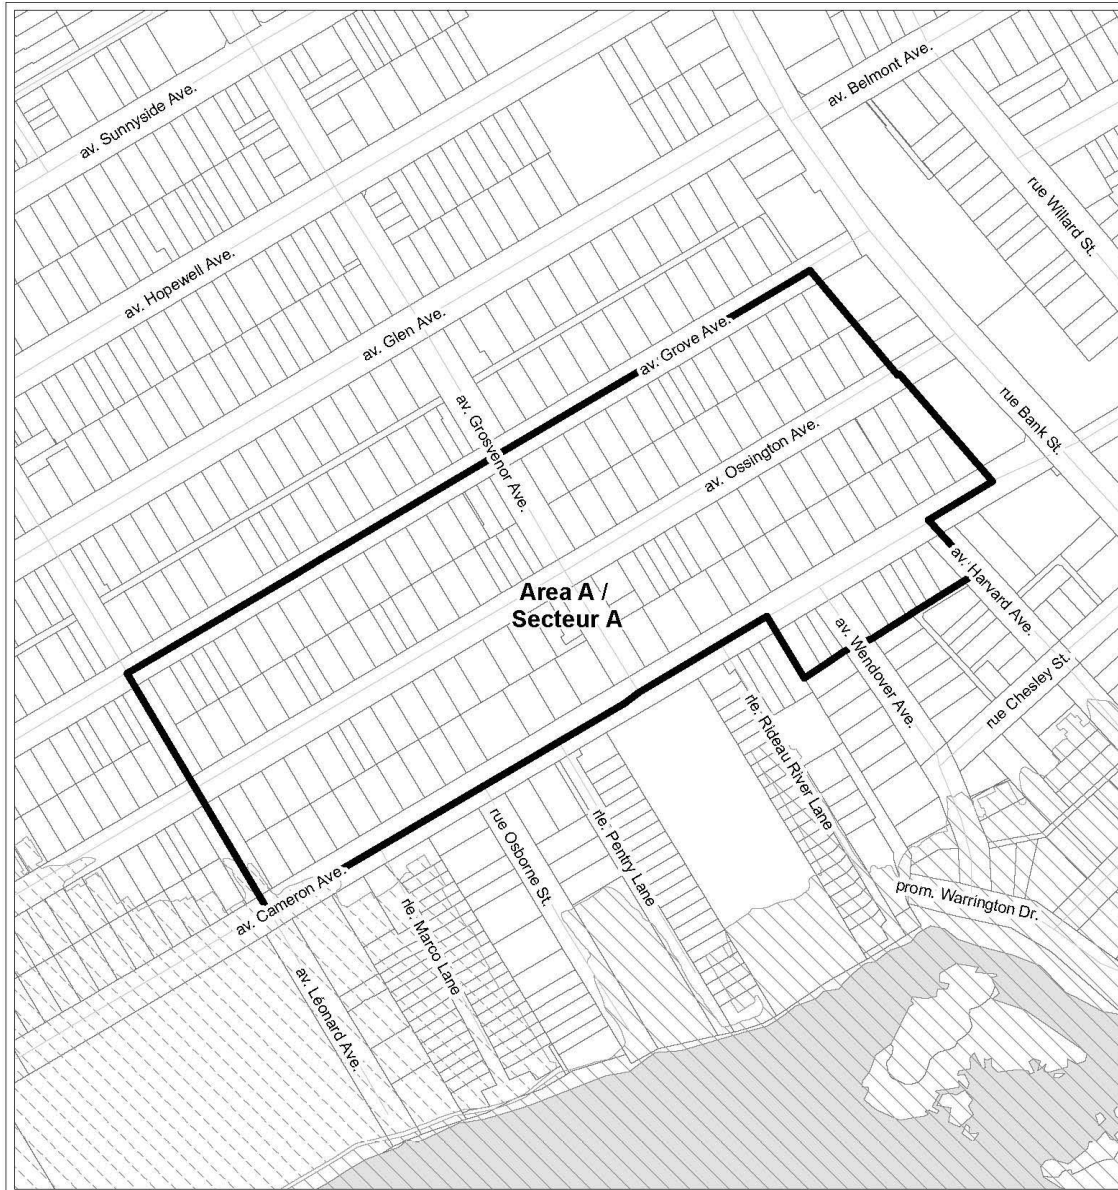 av. Sunnyside Ave.
av. Belmont Ave.
rue Willard St.
av. Hopewell Ave.
av. Glen Ave.
av. Grove Ave.
rue Bank St.
av. Grosvenor Ave.
av. Ossington Ave.
Area A /
Secteur A
av. Harvard Ave.
av. Wendover Ave.
rue Chesley St.
rle. Rideau River Lane
rle. Pentry Lane
rue Osborne St.
av. Cameron Ave.
rle. Marco Lane
prom. Warrington Dr.
av. Léonard Ave.